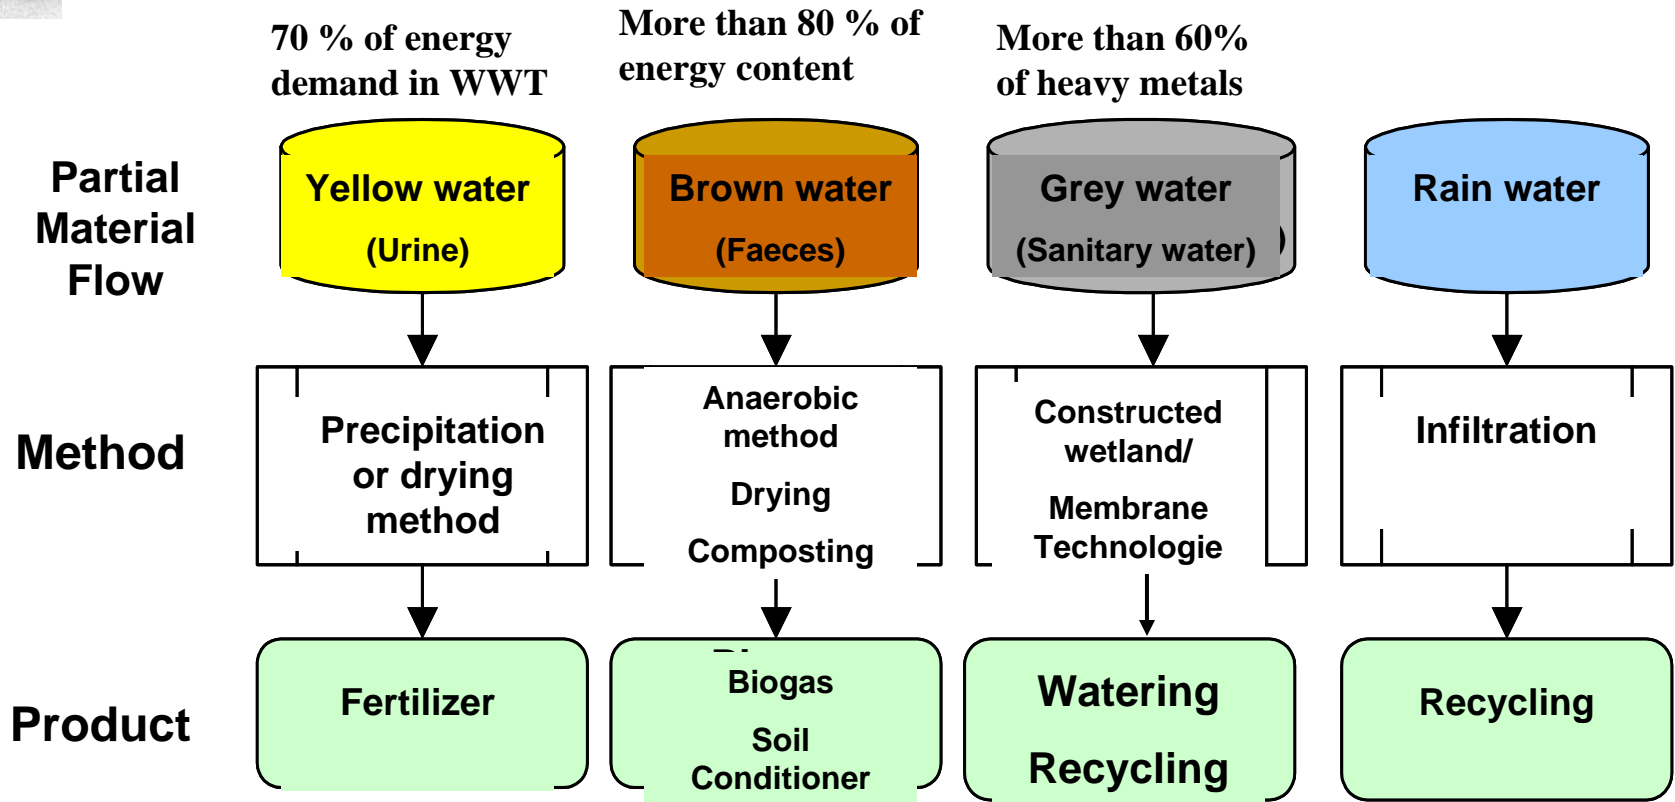 70 % of energy
demand in WWT
More than 80 % of
energy content
More than 60%
of heavy metals
Partial
Material
Flow
Yellow water
(Urine)
Brown water
(Faeces)
Grey water
(Sanitary water)
Rain water
Method
Precipitation
or drying
method
Anaerobic
method
Drying
Composting
Constructed
wetland/
Membrane
Technologie
Infiltration
Product
Fertilizer
Biogas
Soil
Conditioner
Watering
Recycling
Recycling